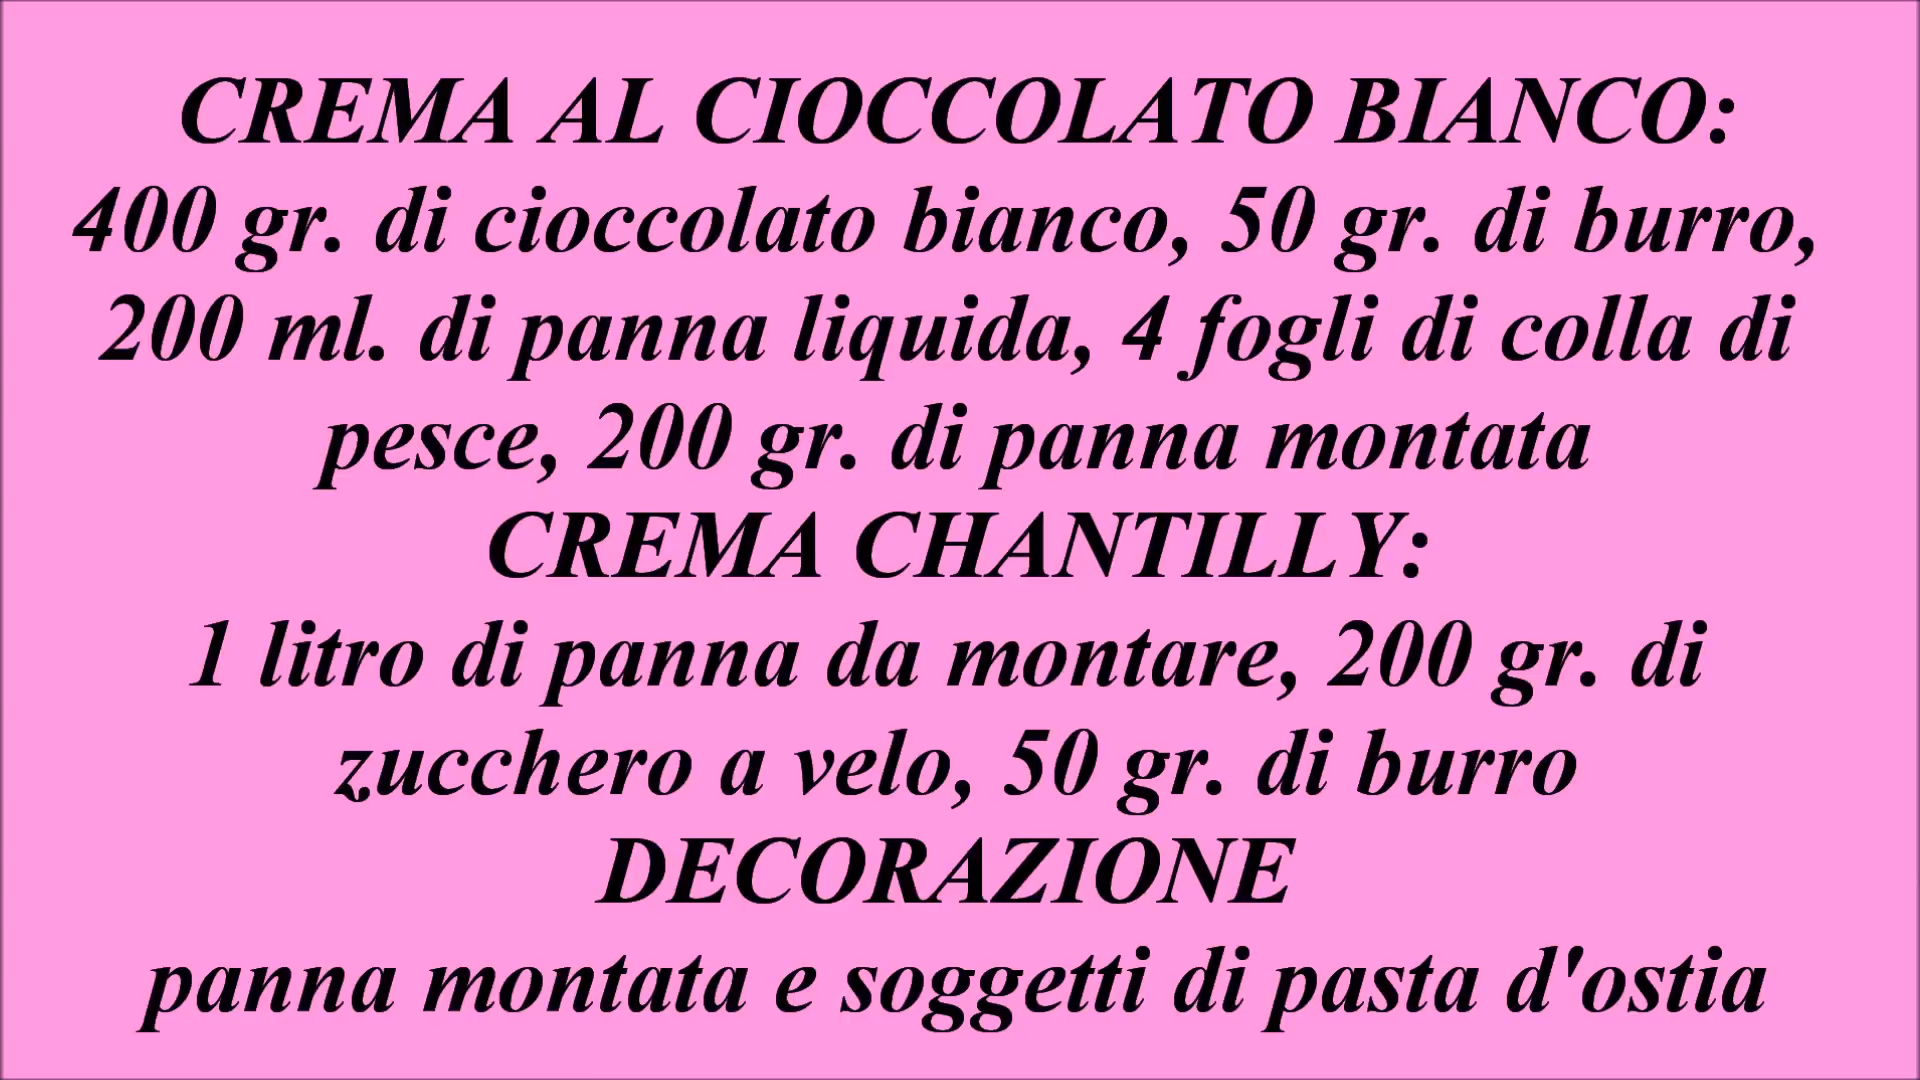 CREMA AL CIOCCOLATO BIANCO:
400 gr. di cioccolato bianco, 50 gr. di burro,
200 ml. di panna liquida, 4 fogli di colla di
pesce, 200 gr. di panna montata
CREMA CHANTILLY:
1 litro di panna da montare, 200 gr. di
zucchero a velo, 50 gr. di burro
DECORAZIONE
panna montata e soggetti di pasta d'ostia